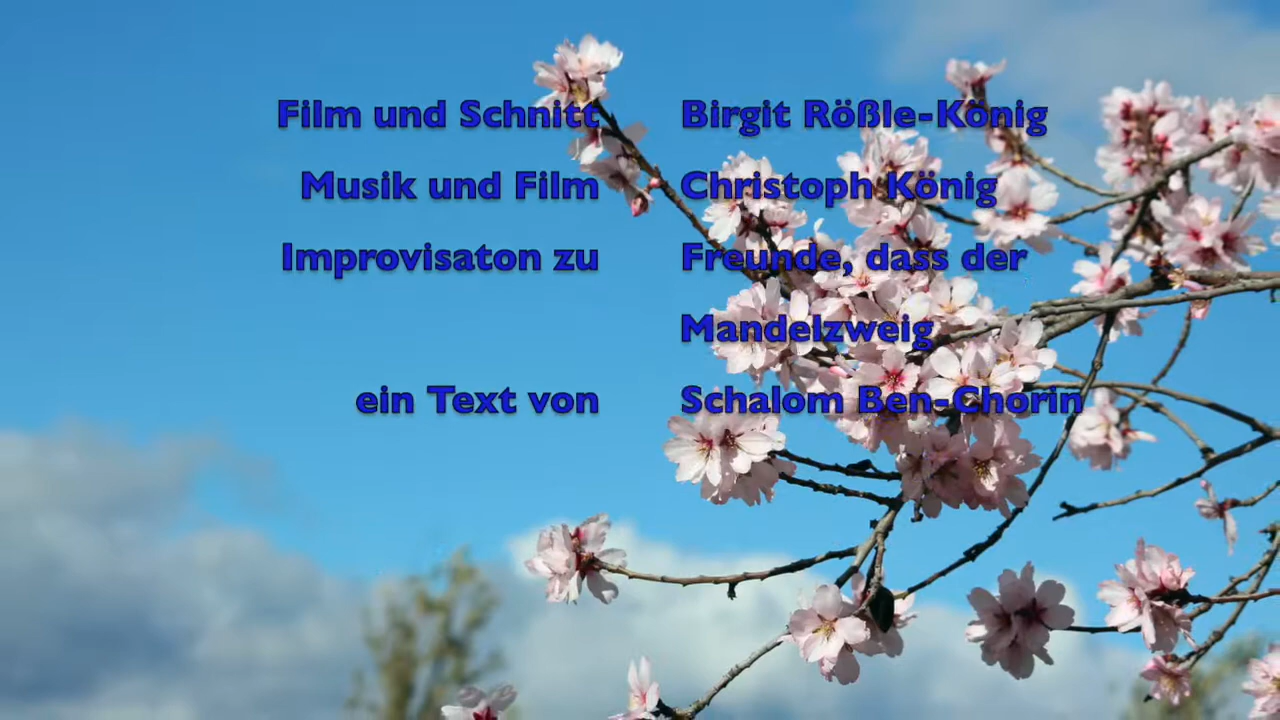 Film und Schnitt Birgit Rößle-König
Musik und Film Christoph König
Improvisaton zu Freunde, dass der
Mandelzweig
ein Text von Schalom Ben-Chorin